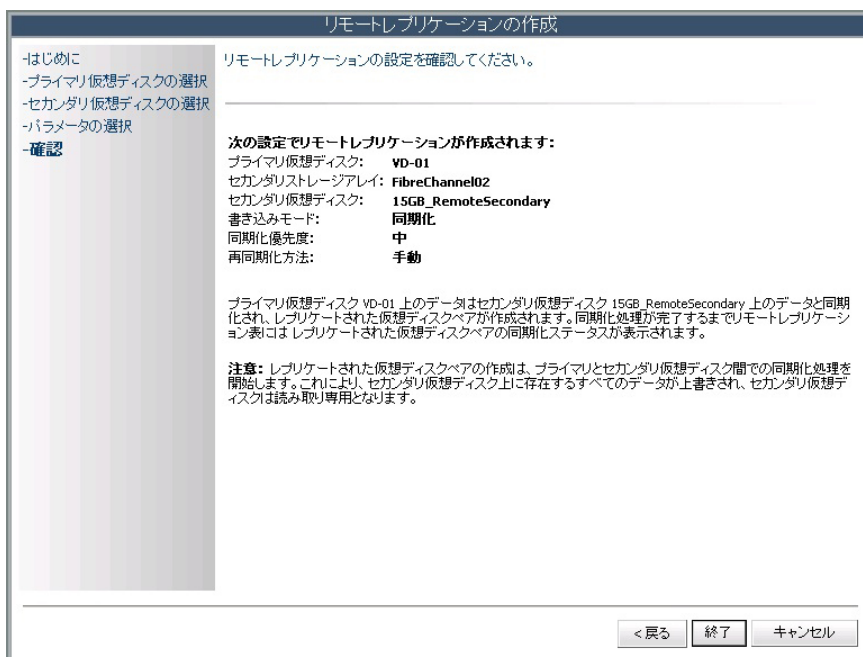 リモートレプリケーションの作成
-はじめに
-プライマリ仮想ディスクの選択
-セカンダリ仮想ディスクの選択
-パラメータの選択
-確認
リモートレプリケーションの設定を確認してください。
次の設定でリモートレプリケーションが作成されます:
プライマリ仮想ディスク: VD-01
セカンダリストレージアレイ: FibreChannel02
セカンダリ仮想ディスク: 15GB_RemoteSecondary
書き込みモード: 同期化
同期化優先度: 中
再同期化方法: 手動
プライマリ仮想ディスク VD-01 上のデータはセカンダリ仮想ディスク 15GB_RemoteSecondary 上のデータと同期
化され、レプリケートされた仮想ディスクペアが作成されます。同期化処理が完了するまでリモートレプリケーシ
ョン表には レプリケートされた仮想ディスクペアの同期化ステータスが表示されます。
注意: レプリケートされた仮想ディスクペアの作成は、プライマリとセカンダリ仮想ディスク間での同期化処理を
開始します。これにより、セカンダリ仮想ディスク上に存在するすべてのデータが上書きされ、セカンダリ仮想デ
ィスクは読み取り専用となります。
<戻る 終了 キャンセル